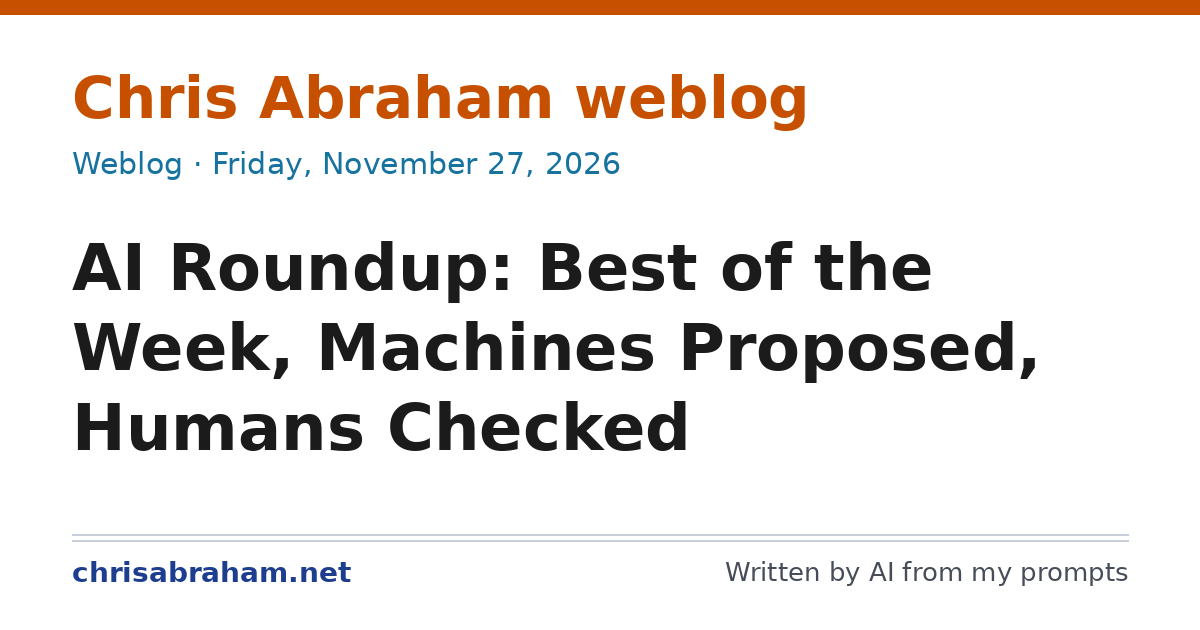 Chris Abraham weblog
Weblog · Friday, November 27, 2026
AI Roundup: Best of the
Week, Machines Proposed,
Humans Checked
chrisabraham.net
Written by AI from my prompts